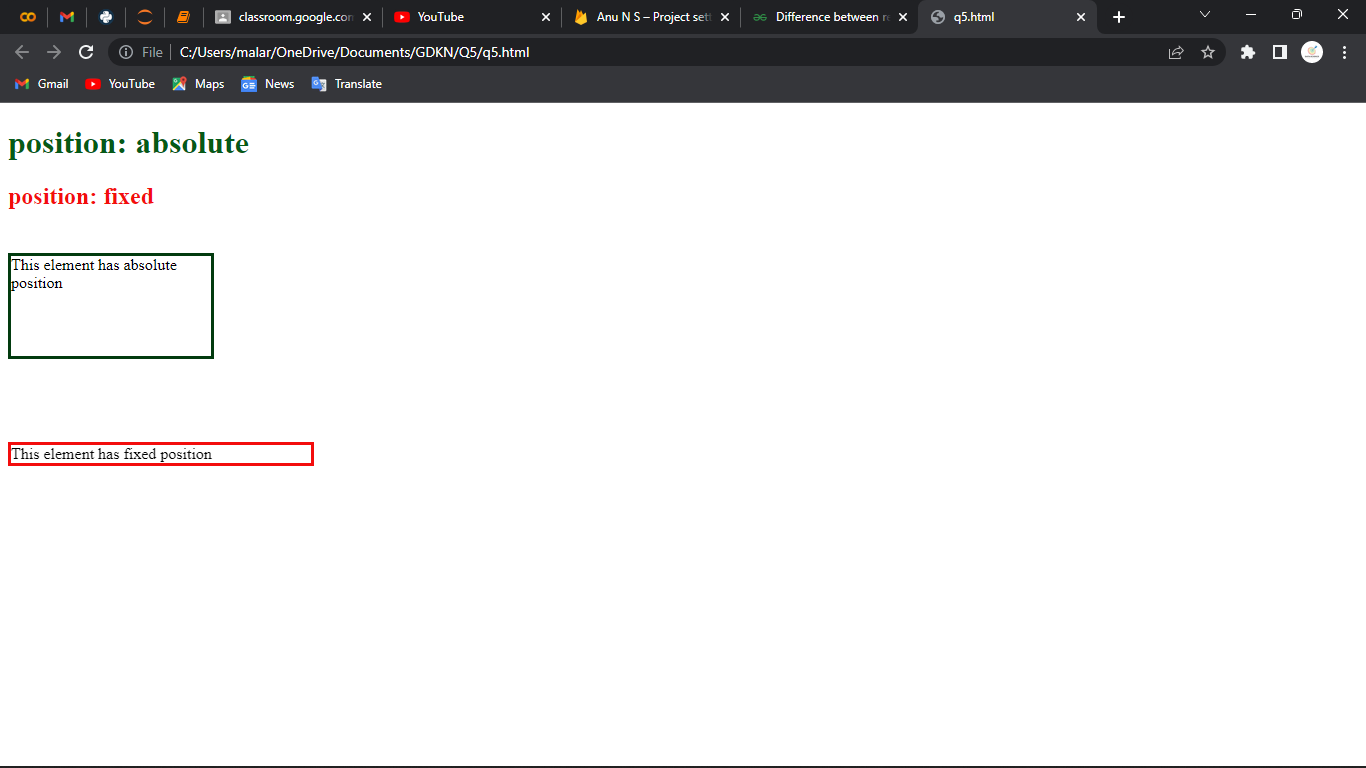 classroom.google.con
YouTube
Anu N S – Project sett
Difference between re
q5.html
File
C:/Users/malar/OneDrive/Documents/GDKN/Q5/q5.html
Gmail
YouTube
Maps
News
Translate
position: absolute
position: fixed
This element has absolute
position
This element has fixed position